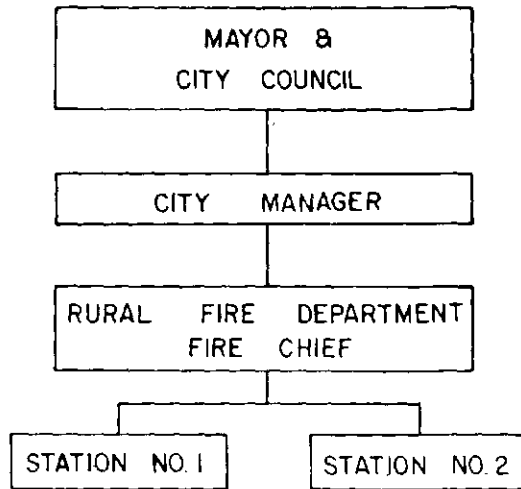 MAYOR &
CITY COUNCIL
CITY MANAGER
RURAL FIRE DEPARTMENT
FIRE CHIEF
STATION NO. 1
STATION NO. 2